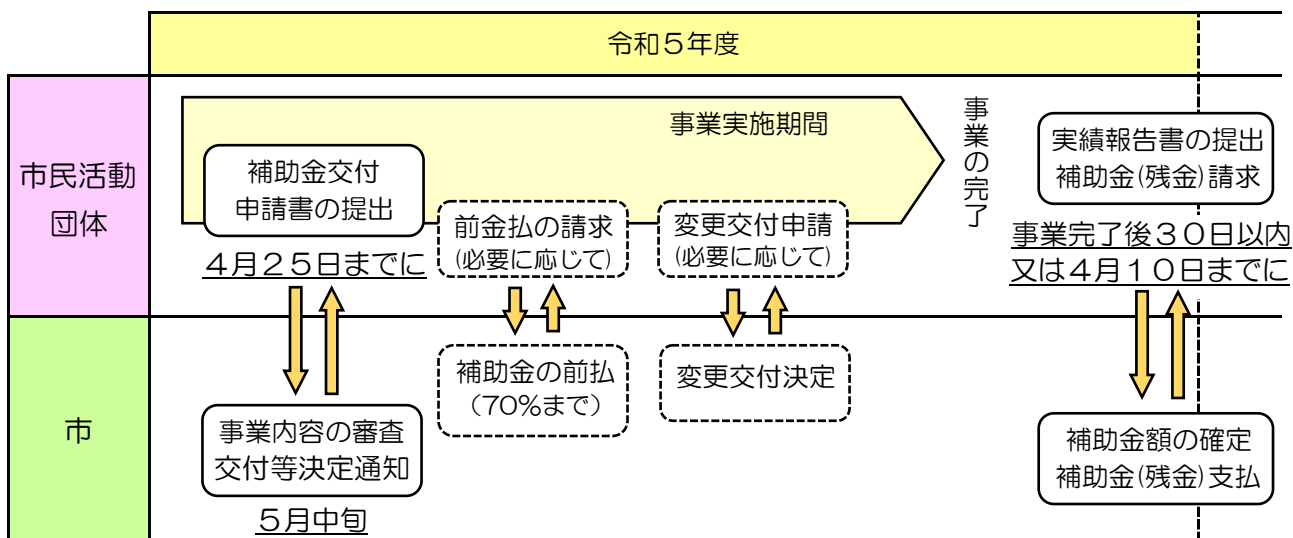 令和５年度
市民活動
団体
事業実施期間
事業の完了
補助金交付
申請書の提出
４月２５日までに
前金払の請求
(必要に応じて)
変更交付申請
(必要に応じて)
実績報告書の提出
補助金(残金)請求
事業完了後３０日以内
又は４月１０日までに
市
事業内容の審査
交付等決定通知
５月中旬
補助金の前払
（70％まで）
変更交付決定
補助金額の確定
補助金(残金)支払